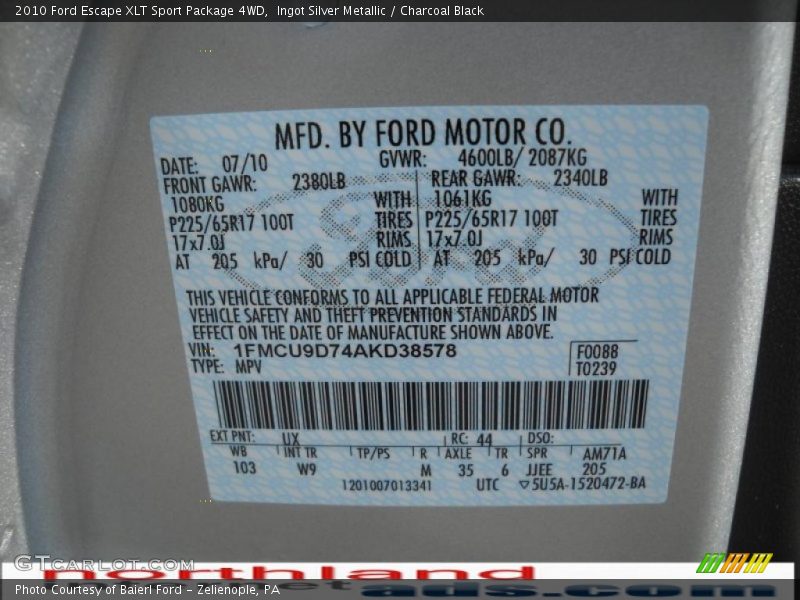 2010 Ford Escape XLT Sport Package 4WD,  Ingot Silver Metallic / Charcoal Black
MFD. BY FORD MOTOR CO.
DATE: 07/10 GVWR: 4600LB/ 2087KG
FRONT GAWR: 2380LB REAR GAWR: 2340LB
1080KG WITH 1061KG WITH
P225/65R17 100T TIRES P225/65R17 100T TIRES
17x7.0J RIMS 17x7.0J RIMS
AT 205 kPa/ 30 PSI COLD AT 205 kPa/ 30 PSI COLD
THIS VEHICLE CONFORMS TO ALL APPLICABLE FEDERAL MOTOR
VEHICLE SAFETY AND THEFT PREVENTION STANDARDS IN
EFFECT ON THE DATE OF MANUFACTURE SHOWN ABOVE.
VIN: 1FMCU9D74AKD38578 F0088
TYPE: MPV T0239
EXT PNT: UX RC: 44 DSO:
WB INT TR TP/PS R AXLE TR SPR AM71A
103 W9 M 35 6 JJEE 205
1201007013341 UTC ▽5U5A-1520472-BA
GTcarlot.com
northland
ads.com
Photo Courtesy of Baierl Ford - Zelienople, PA